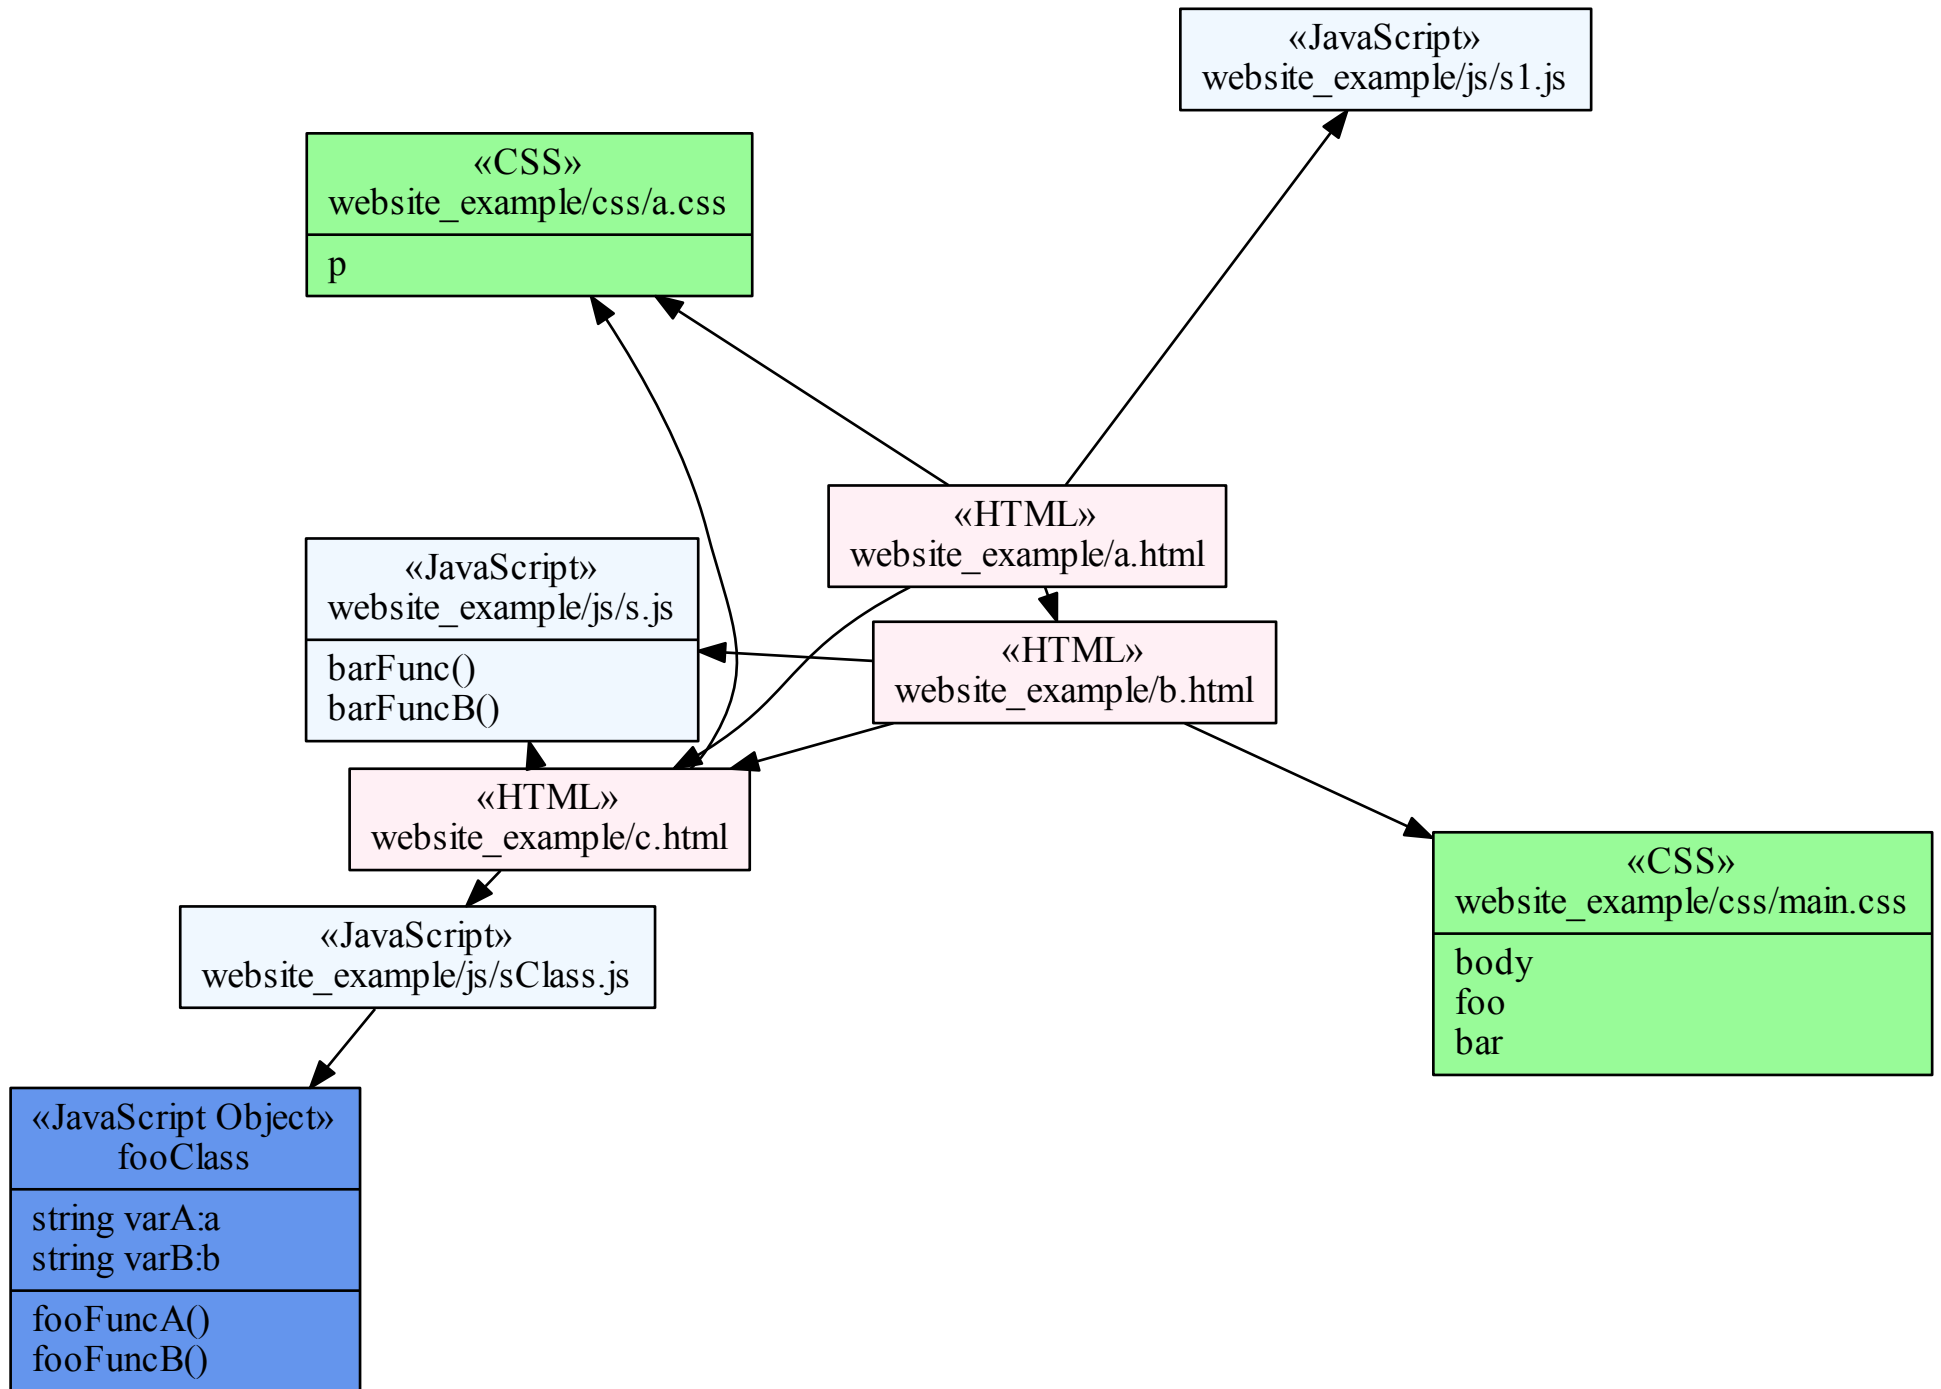 «JavaScript»
website_example/js/s1.js
«CSS»
website_example/css/a.css
p
«HTML»
website_example/a.html
«JavaScript»
website_example/js/s.js
barFunc()
barFuncB()
«HTML»
website_example/b.html
«HTML»
website_example/c.html
«CSS»
website_example/css/main.css
body
foo
bar
«JavaScript»
website_example/js/sClass.js
«JavaScript Object»
fooClass
string varA:a
string varB:b
fooFuncA()
fooFuncB()